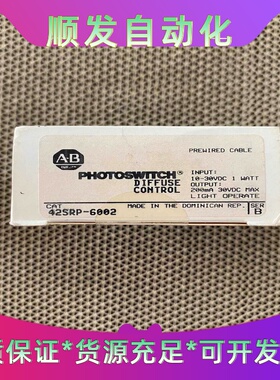 顺发自动化
PREWIRED CABLE
A·B
PHOTOSWITCH®
DIFFUSE
CONTROL
INPUT:
10-30VDC 1 WATT
OUTPUT:
200mA 30VDC MAX
LIGHT OPERATE
CAT
42SRP-6002
MADE IN THE DOMINICAN REP.
SER
B
质保证*货源充足*可开发